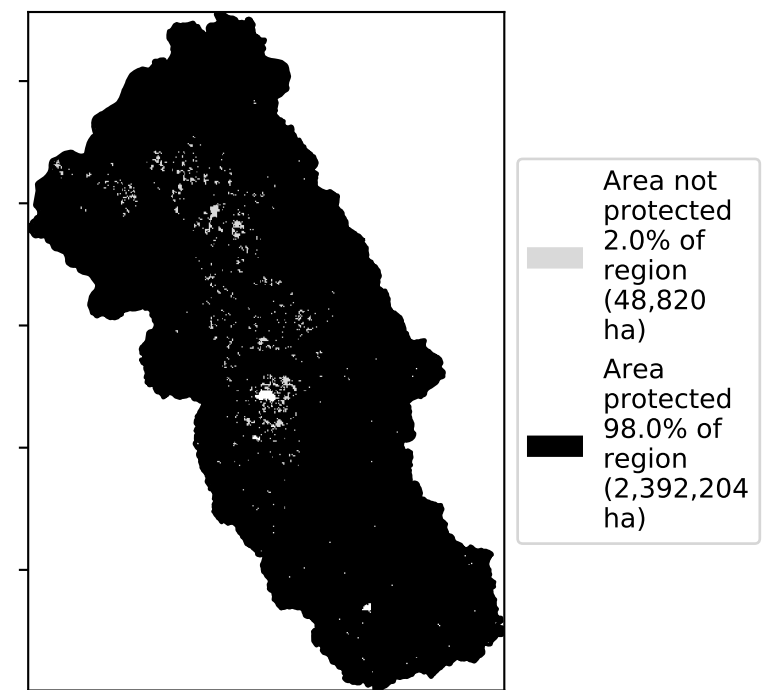 Area not
protected
2.0% of
region
(48,820
ha)
Area
protected
98.0% of
region
(2,392,204
ha)